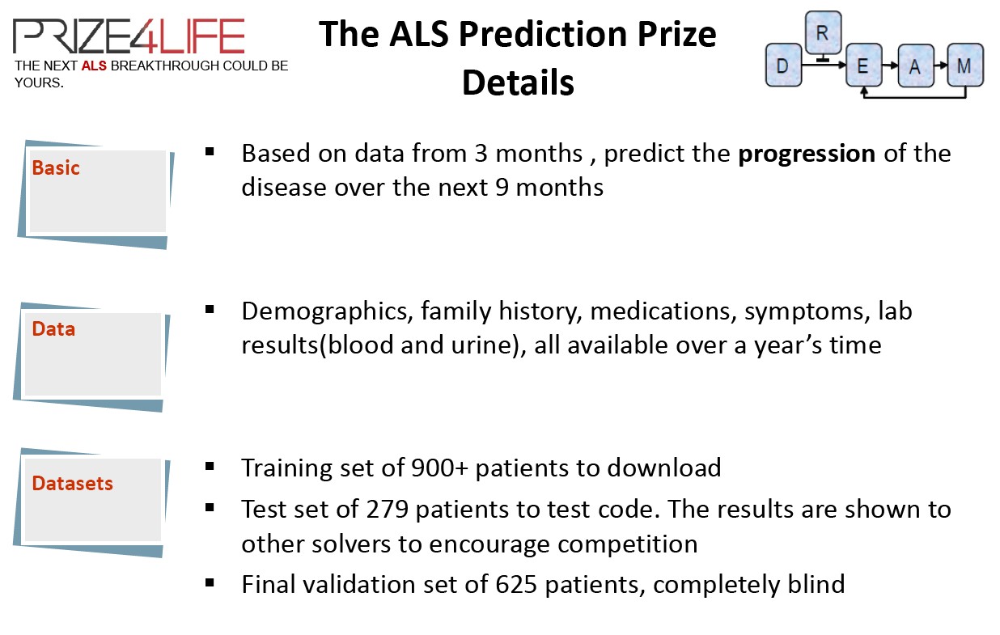 PRIZE4LIFE
THE NEXT ALS BREAKTHROUGH COULD BE
YOURS.
The ALS Prediction Prize
Details
R
D
E
A
M
Basic
▪ Based on data from 3 months , predict the progression of the
disease over the next 9 months
Data
▪ Demographics, family history, medications, symptoms, lab
results(blood and urine), all available over a year’s time
Datasets
▪ Training set of 900+ patients to download
▪ Test set of 279 patients to test code. The results are shown to
other solvers to encourage competition
▪ Final validation set of 625 patients, completely blind